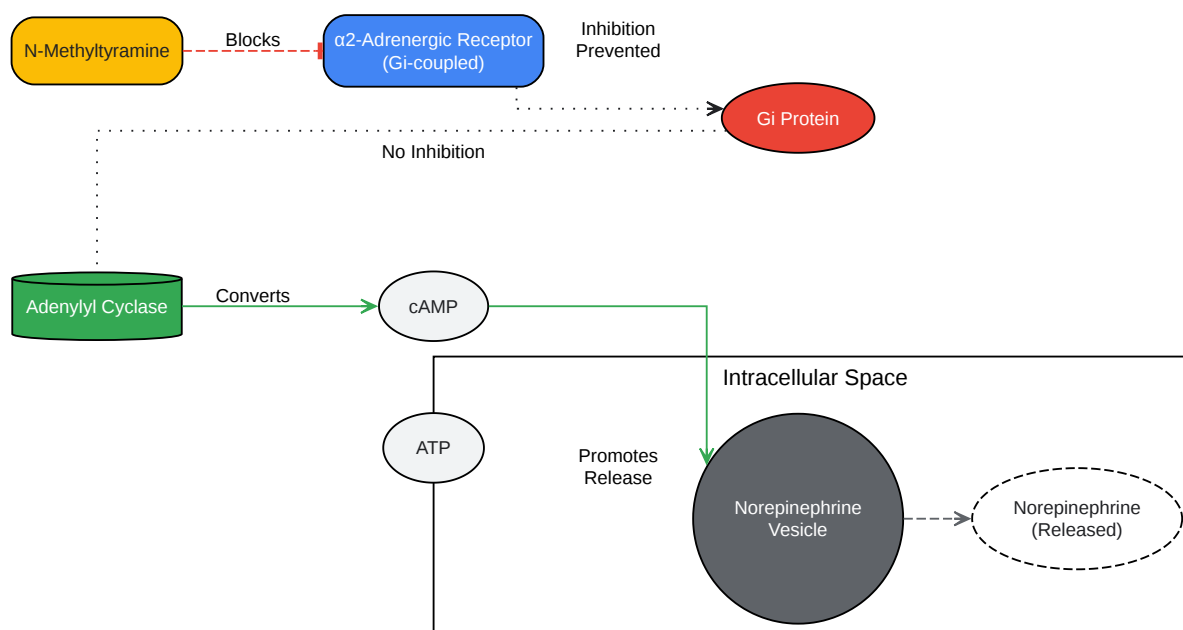 N-Methyltyramine
Blocks
α2-Adrenergic Receptor
(Gi-coupled)
Inhibition
Prevented
Gi Protein
No Inhibition
Adenylyl Cyclase
Converts
cAMP
Intracellular Space
ATP
Promotes
Release
Norepinephrine
Vesicle
Norepinephrine
(Released)